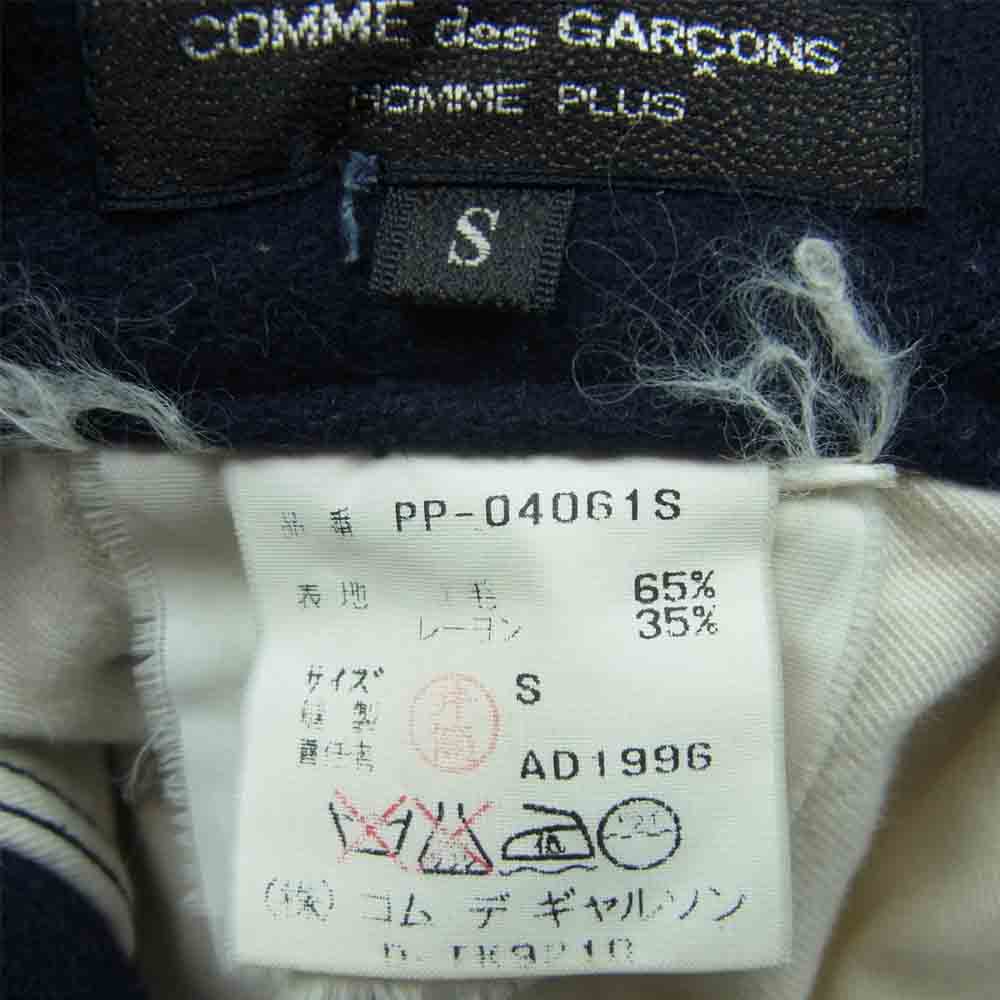 COMME des GARÇONS
HOMME PLUS
S
品番 PP-04061S
表地 毛 65%
レーヨン 35%
サイズ S
縫製
責任者
AD1996
(株) コム デ ギャルソン